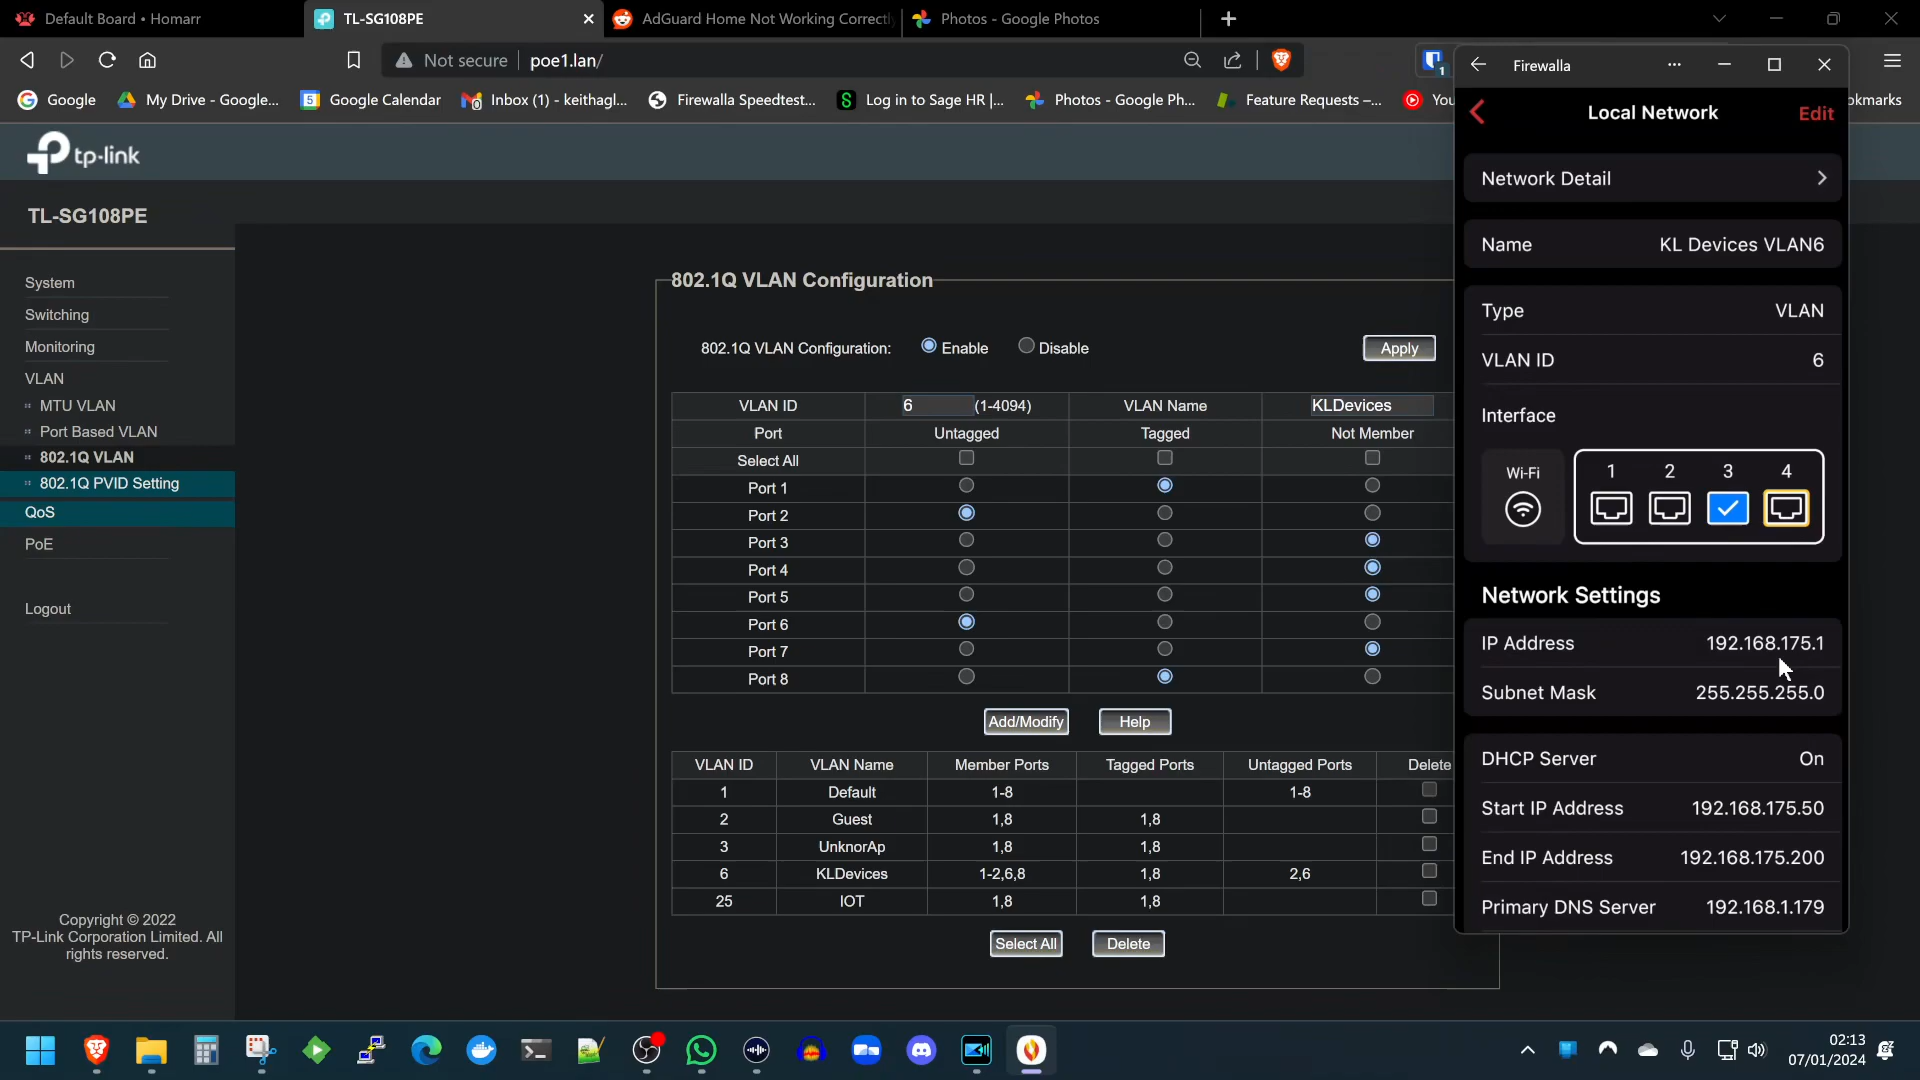 Default Board • Homarr
TL-SG108PE
AdGuard Home Not Working Correctl
Photos - Google Photos
Not secure
poe1.lan/
1
Firewalla
Google
My Drive - Google...
Google Calendar
Inbox (1) - keithagl...
Firewalla Speedtest...
Log in to Sage HR |...
Photos - Google Ph...
Feature Requests –...
You
okmarks
tp-link
TL-SG108PE
System
Switching
Monitoring
VLAN
MTU VLAN
Port Based VLAN
802.1Q VLAN
802.1Q PVID Setting
QoS
PoE
Logout
Copyright © 2022
TP-Link Corporation Limited. All
rights reserved.
802.1Q VLAN Configuration
802.1Q VLAN Configuration: Enable Disable Apply
VLAN ID 6 (1-4094) VLAN Name KLDevices
Port Untagged Tagged Not Member
Select All
Port 1
Port 2
Port 3
Port 4
Port 5
Port 6
Port 7
Port 8
Add/Modify Help
VLAN ID VLAN Name Member Ports Tagged Ports Untagged Ports Delete
1 Default 1-8 1-8
2 Guest 1,8 1,8
3 UnknorAp 1,8 1,8
6 KLDevices 1-2,6,8 1,8 2,6
25 IOT 1,8 1,8
Select All Delete
Local Network
Edit
Network Detail
Name KL Devices VLAN6
Type VLAN
VLAN ID 6
Interface
Wi-Fi 1 2 3 4
Network Settings
IP Address 192.168.175.1
Subnet Mask 255.255.255.0
DHCP Server On
Start IP Address 192.168.175.50
End IP Address 192.168.175.200
Primary DNS Server 192.168.1.179
02:13
07/01/2024